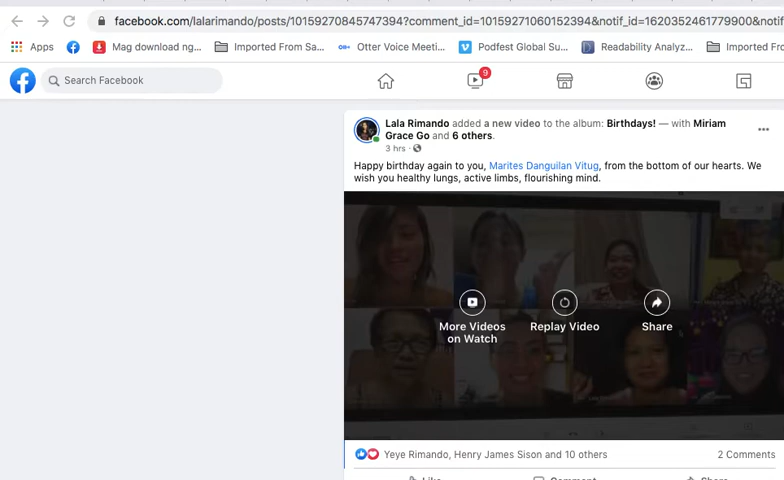 facebook.com/lalarimando/posts/10159270845747394?comment_id=10159271060152394&notif_id=1620352461779900&notif
Apps Mag download ng... Imported From Sa... Otter Voice Meeti... Podfest Global Su... Readability Analyz... Imported Fro
Search Facebook
9
Lala Rimando added a new video to the album: Birthdays! — with Miriam
Grace Go and 6 others.
3 hrs ·
Happy birthday again to you, Marites Danguilan Vitug, from the bottom of our hearts. We
wish you healthy lungs, active limbs, flourishing mind.
More Videos
on Watch
Replay Video
Share
Yeye Rimando, Henry James Sison and 10 others
2 Comments
Like Comment Share